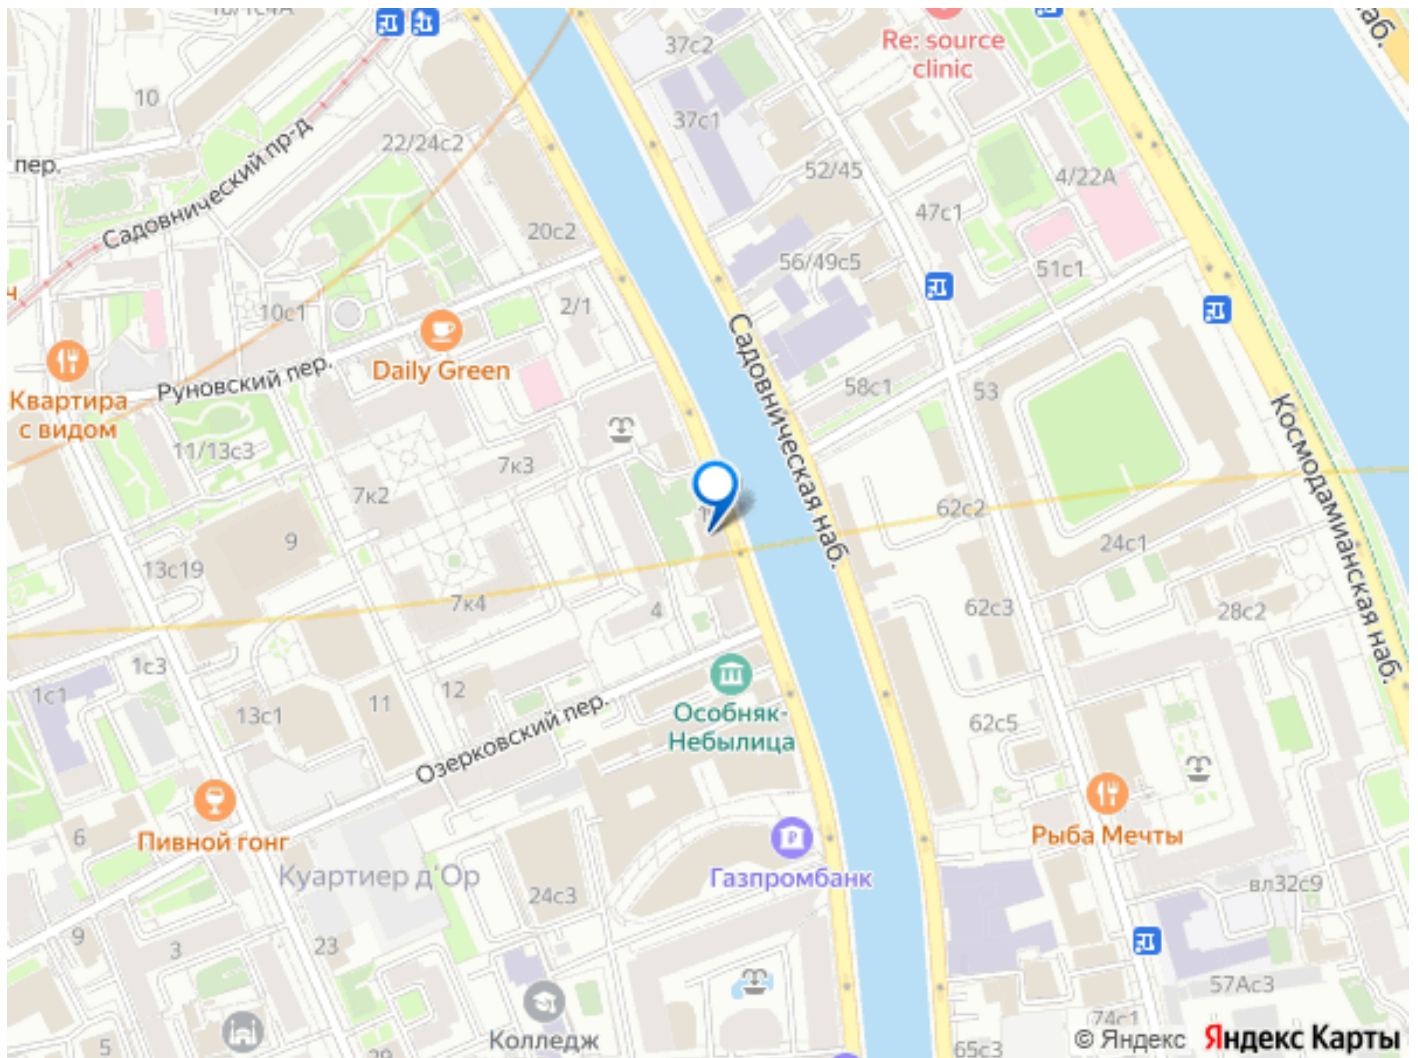 37с2
Re: source
clinic
наб.
10
37с1
22/24с2
пер.
52/45
4/22А
Садовнический пр-д
47с1
20с2
56/49с5
51с1
10с1
2/1
Садовническая наб.
Daily Green
Руновский пер.
Квартира
с видом
58с1
53
Космодамианская наб.
11/13с3
7к3
7к2
62с2
9
24с1
13с19
7к4
4
62с3
28с2
1с3
1с1
12
11
13с1
Особняк-
Небылица
62с5
Озерковский пер.
6
Пивной гонг
Рыба Мечты
Куартиер д'Ор
Газпромбанк
24с3
вл32с9
9
3
23
57Ас3
74с1
Колледж
5
65с3
© Яндекс
Яндекс Карты